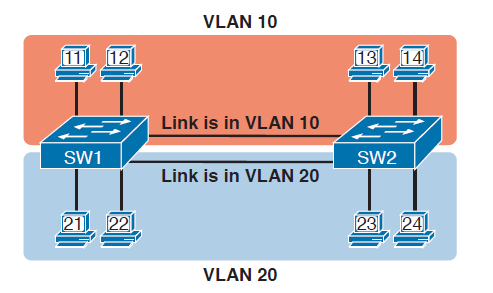 VLAN 10
11 12 13 14
Link is in VLAN 10
SW1 SW2
Link is in VLAN 20
21 22 23 24
VLAN 20